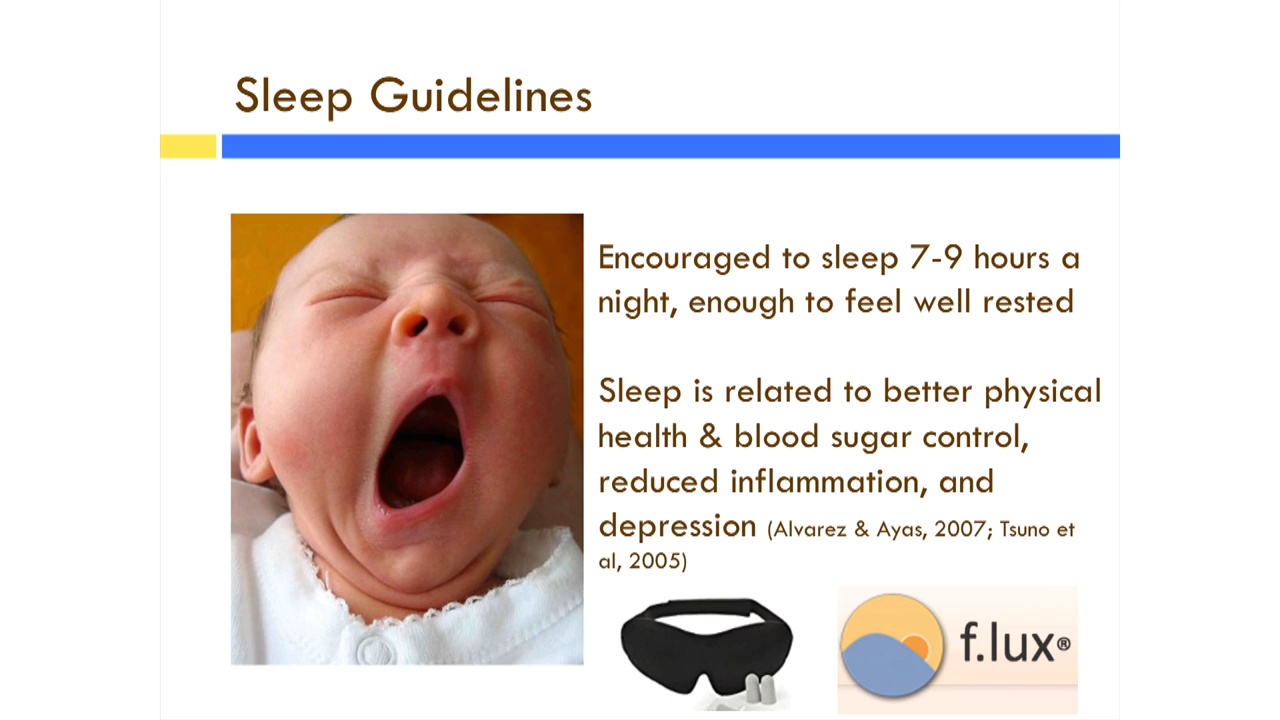 Sleep Guidelines
Encouraged to sleep 7-9 hours a
night, enough to feel well rested
Sleep is related to better physical
health & blood sugar control,
reduced inflammation, and
depression (Alvarez & Ayas, 2007; Tsuno et
al, 2005)
f.lux®